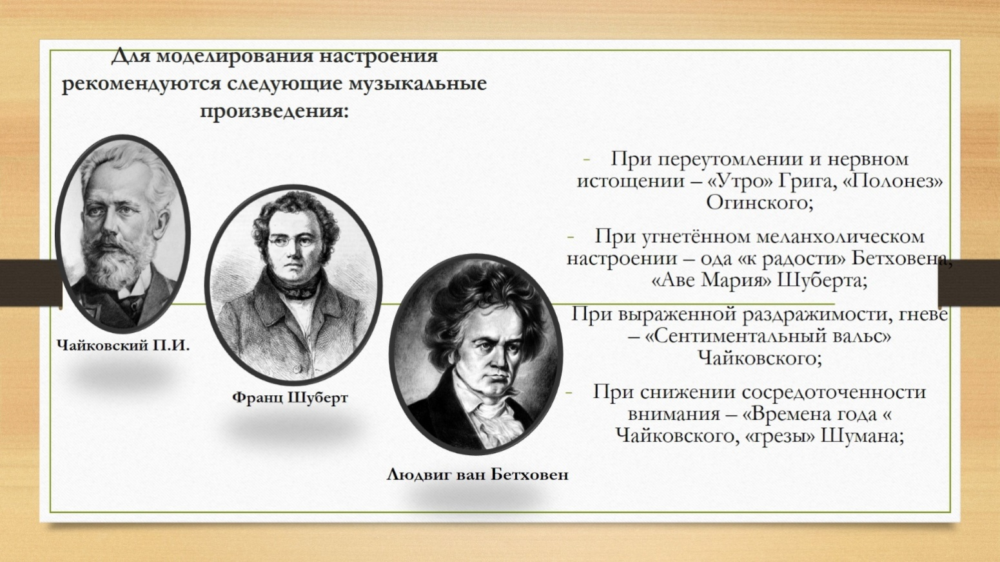 Для моделирования настроения
рекомендуются следующие музыкальные
произведения:
Чайковский П.И.
Франц Шуберт
Людвиг ван Бетховен
- При переутомлении и нервном
истощении – «Утро» Грига, «Полонез»
Огинского;
- При угнетённом меланхолическом
настроении – ода «к радости» Бетховена,
«Аве Мария» Шуберта;
При выраженной раздражимости, гневе
– «Сентиментальный вальс»
Чайковского;
- При снижении сосредоточенности
внимания – «Времена года «
Чайковского, «грезы» Шумана;